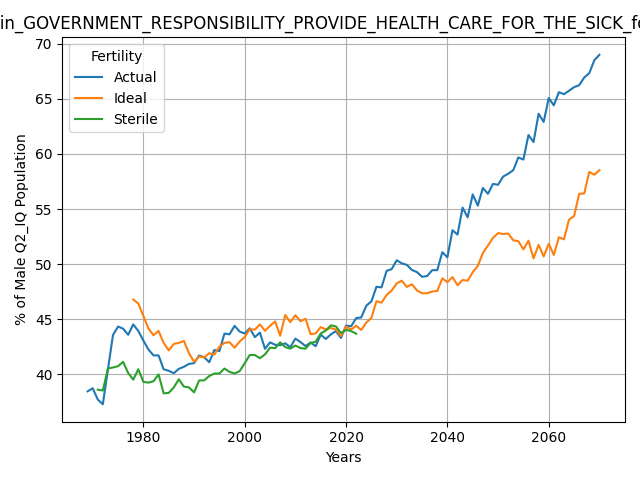 in_GOVERNMENT_RESPONSIBILITY_PROVIDE_HEALTH_CARE_FOR_THE_SICK_f
70
65
60
55
50
45
40
% of Male Q2_IQ Population
Fertility
Actual
Ideal
Sterile
1980
2000
2020
2040
2060
Years